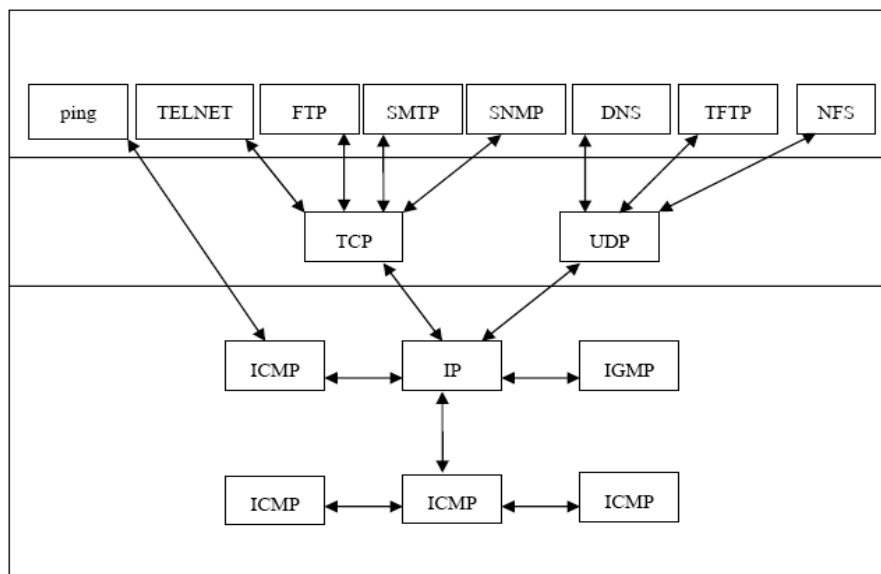 ping TELNET FTP SMTP SNMP DNS TFTP NFS
TCP UDP
ICMP IP IGMP
ICMP ICMP ICMP